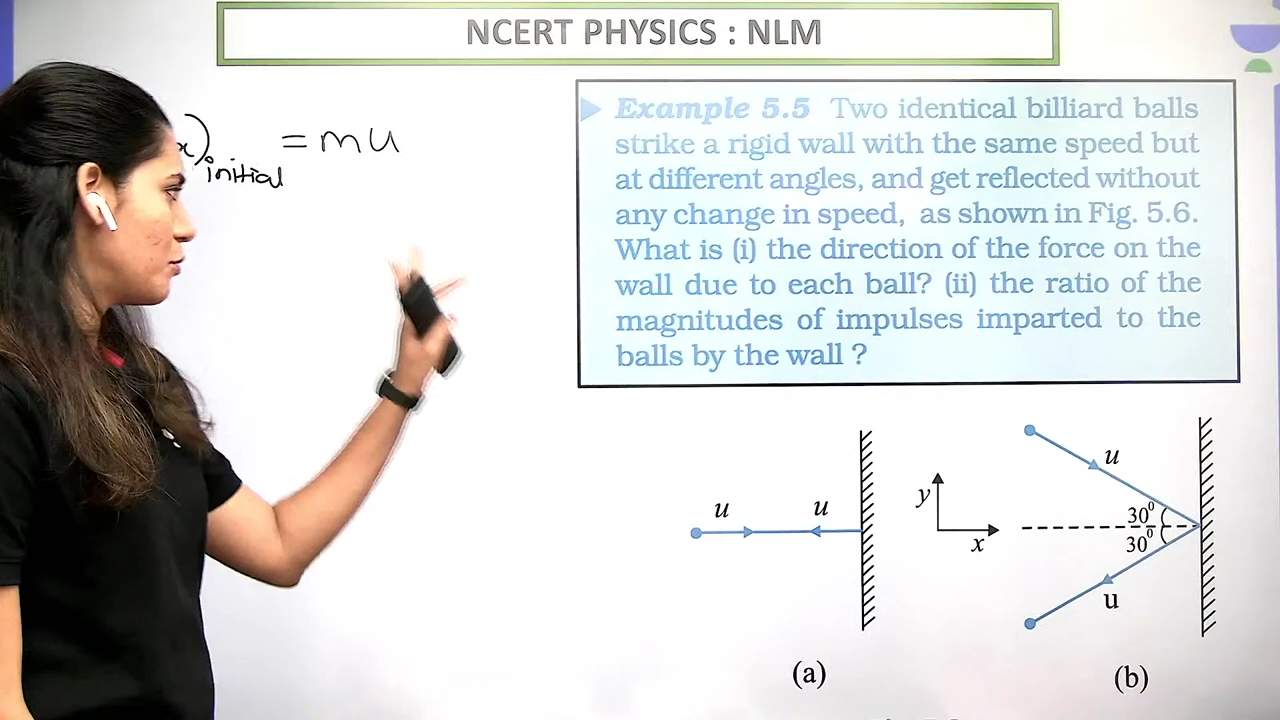 NCERT PHYSICS : NLM
)initial = mu
Example 5.5 Two identical billiard balls
strike a rigid wall with the same speed but
at different angles, and get reflected without
any change in speed, as shown in Fig. 5.6.
What is (i) the direction of the force on the
wall due to each ball? (ii) the ratio of the
magnitudes of impulses imparted to the
balls by the wall ?
u
u
y
x
u
30°
30°
u
(a)
(b)